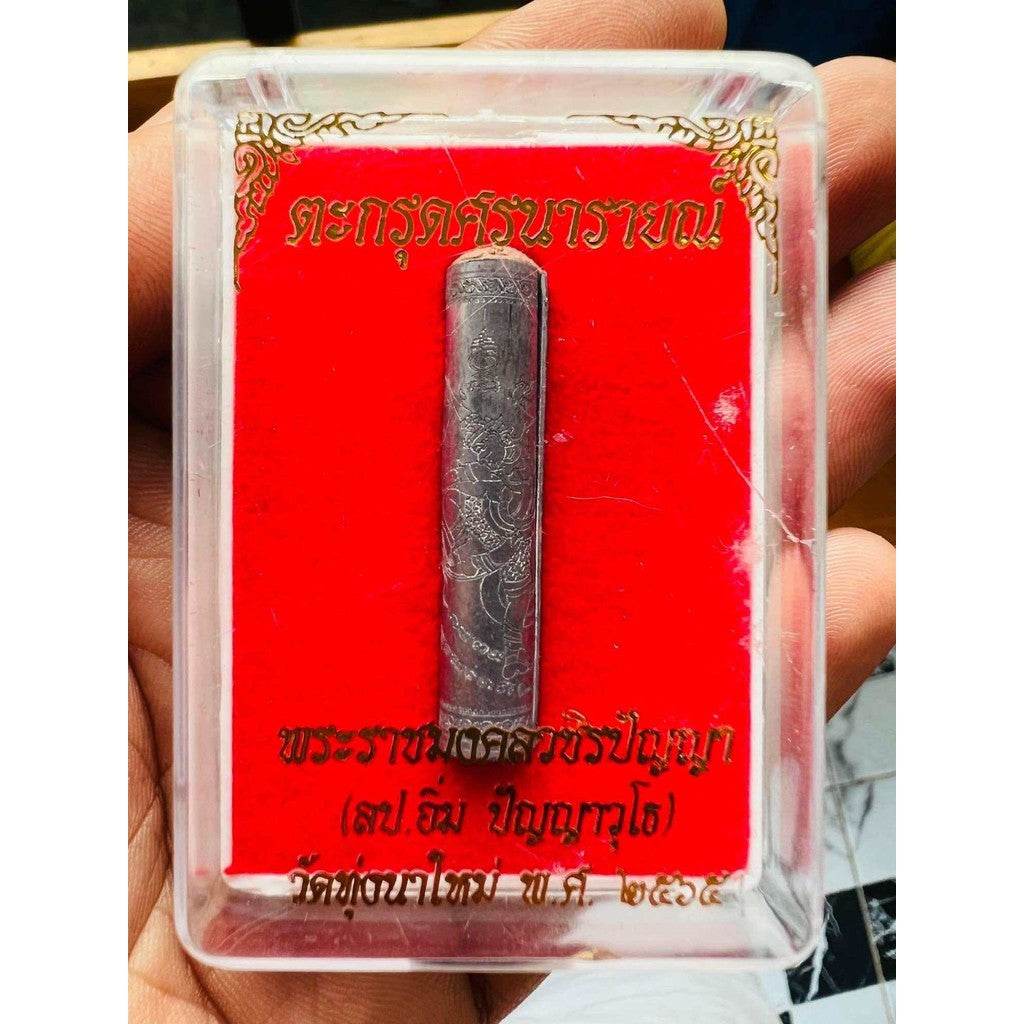 ตะกรุดศรนารายณ์
พระราชมงคลวชิรปัญญา
(ลป.อิ่ม ปัญญาวุโธ)
วัดทุ่งนาใหม่ พ.ศ. ๒๕๖๕